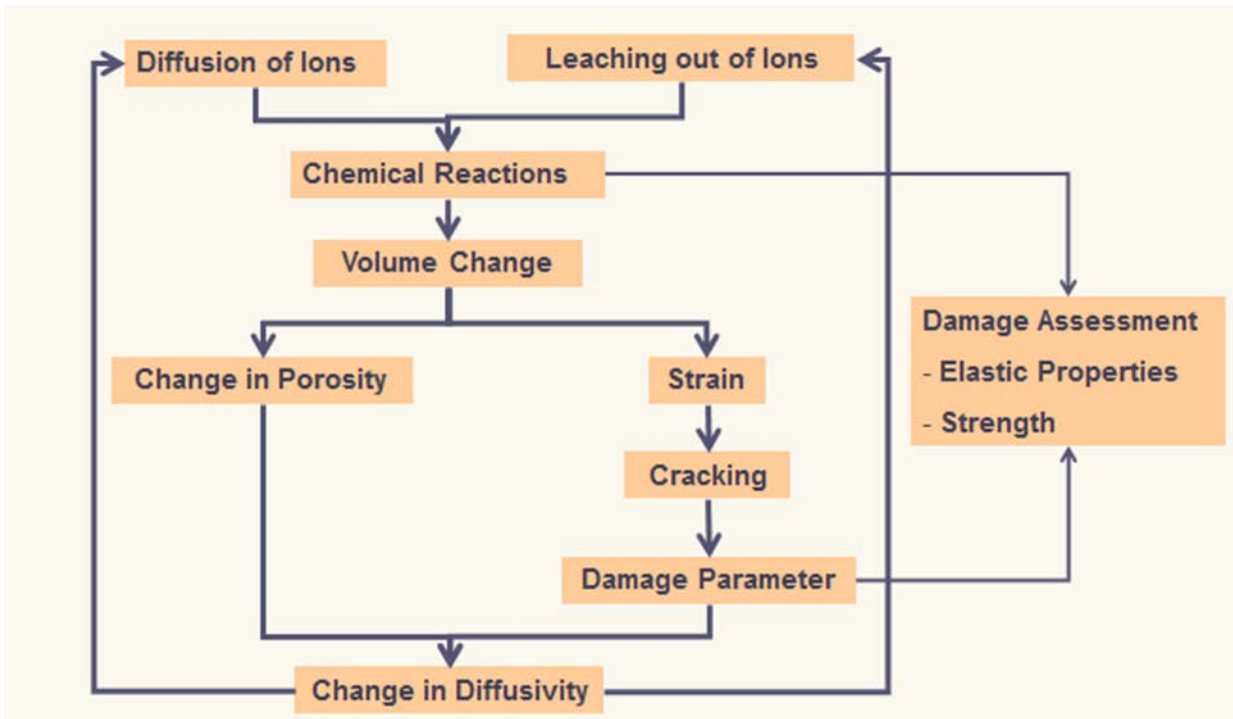 Diffusion of Ions
Leaching out of Ions
Chemical Reactions
Volume Change
Change in Porosity
Strain
Damage Assessment
- Elastic Properties
- Strength
Cracking
Damage Parameter
Change in Diffusivity